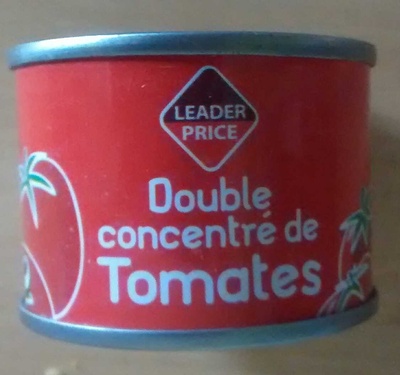 LEADER
PRICE
Double
concentré de
Tomates